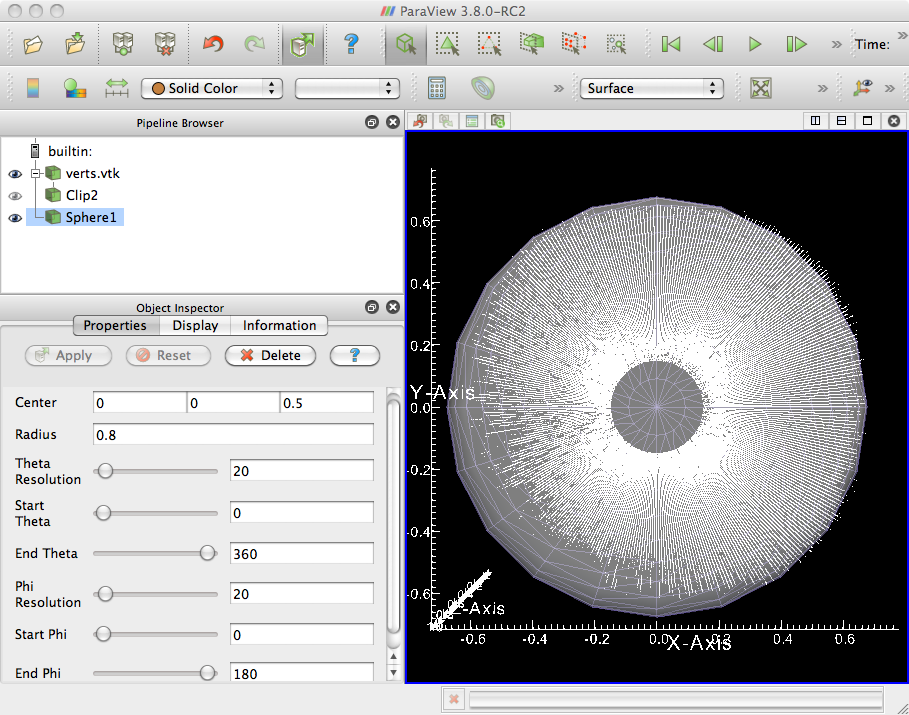 ParaView 3.8.0-RC2
?
Time:
Solid Color
Surface
Pipeline Browser
builtin:
verts.vtk
Clip2
Sphere1
Object Inspector
Properties Display Information
Apply Reset Delete ?
Center 0 0 0.5
Radius 0.8
Theta
Resolution 20
Start
Theta 0
End Theta 360
Phi
Resolution 20
Start Phi 0
End Phi 180
0.6
0.4
0.2
Y-Axis
0.0
-0.2
-0.4
-0.6
-Axis
-0.6 -0.4 -0.2 0.0 0.2 0.4 0.6
X-Axis